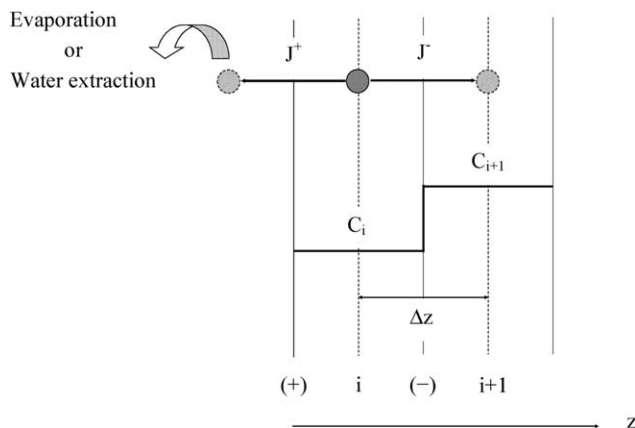 Evaporation
or
Water extraction
J+
J-
Ci+1
Ci
Δz
(+) i (−) i+1
z